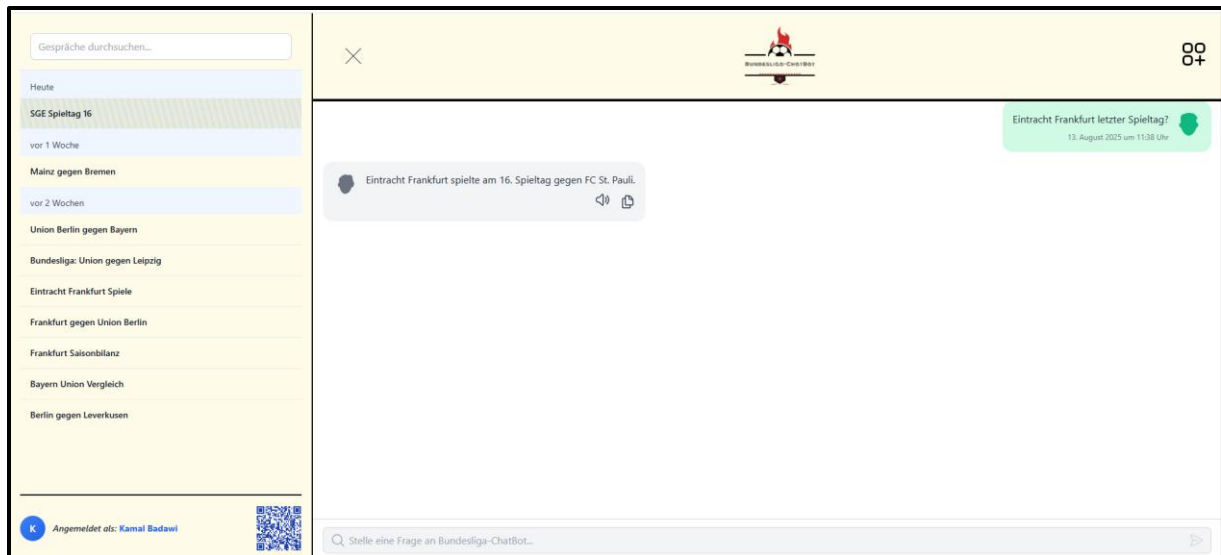 Gespräche durchsuchen...
Heute
SGE Spieltag 16
vor 1 Woche
Mainz gegen Bremen
vor 2 Wochen
Union Berlin gegen Bayern
Bundesliga: Union gegen Leipzig
Eintracht Frankfurt Spiele
Frankfurt gegen Union Berlin
Frankfurt Saisonbilanz
Bayern Union Vergleich
Berlin gegen Leverkusen
K
Angemeldet als: Kamal Badawi
BUNDESLIGA-CHATBOT
Eintracht Frankfurt letzter Spieltag?
13. August 2025 um 11:38 Uhr
Eintracht Frankfurt spielte am 16. Spieltag gegen FC St. Pauli.
Stelle eine Frage an Bundesliga-ChatBot...